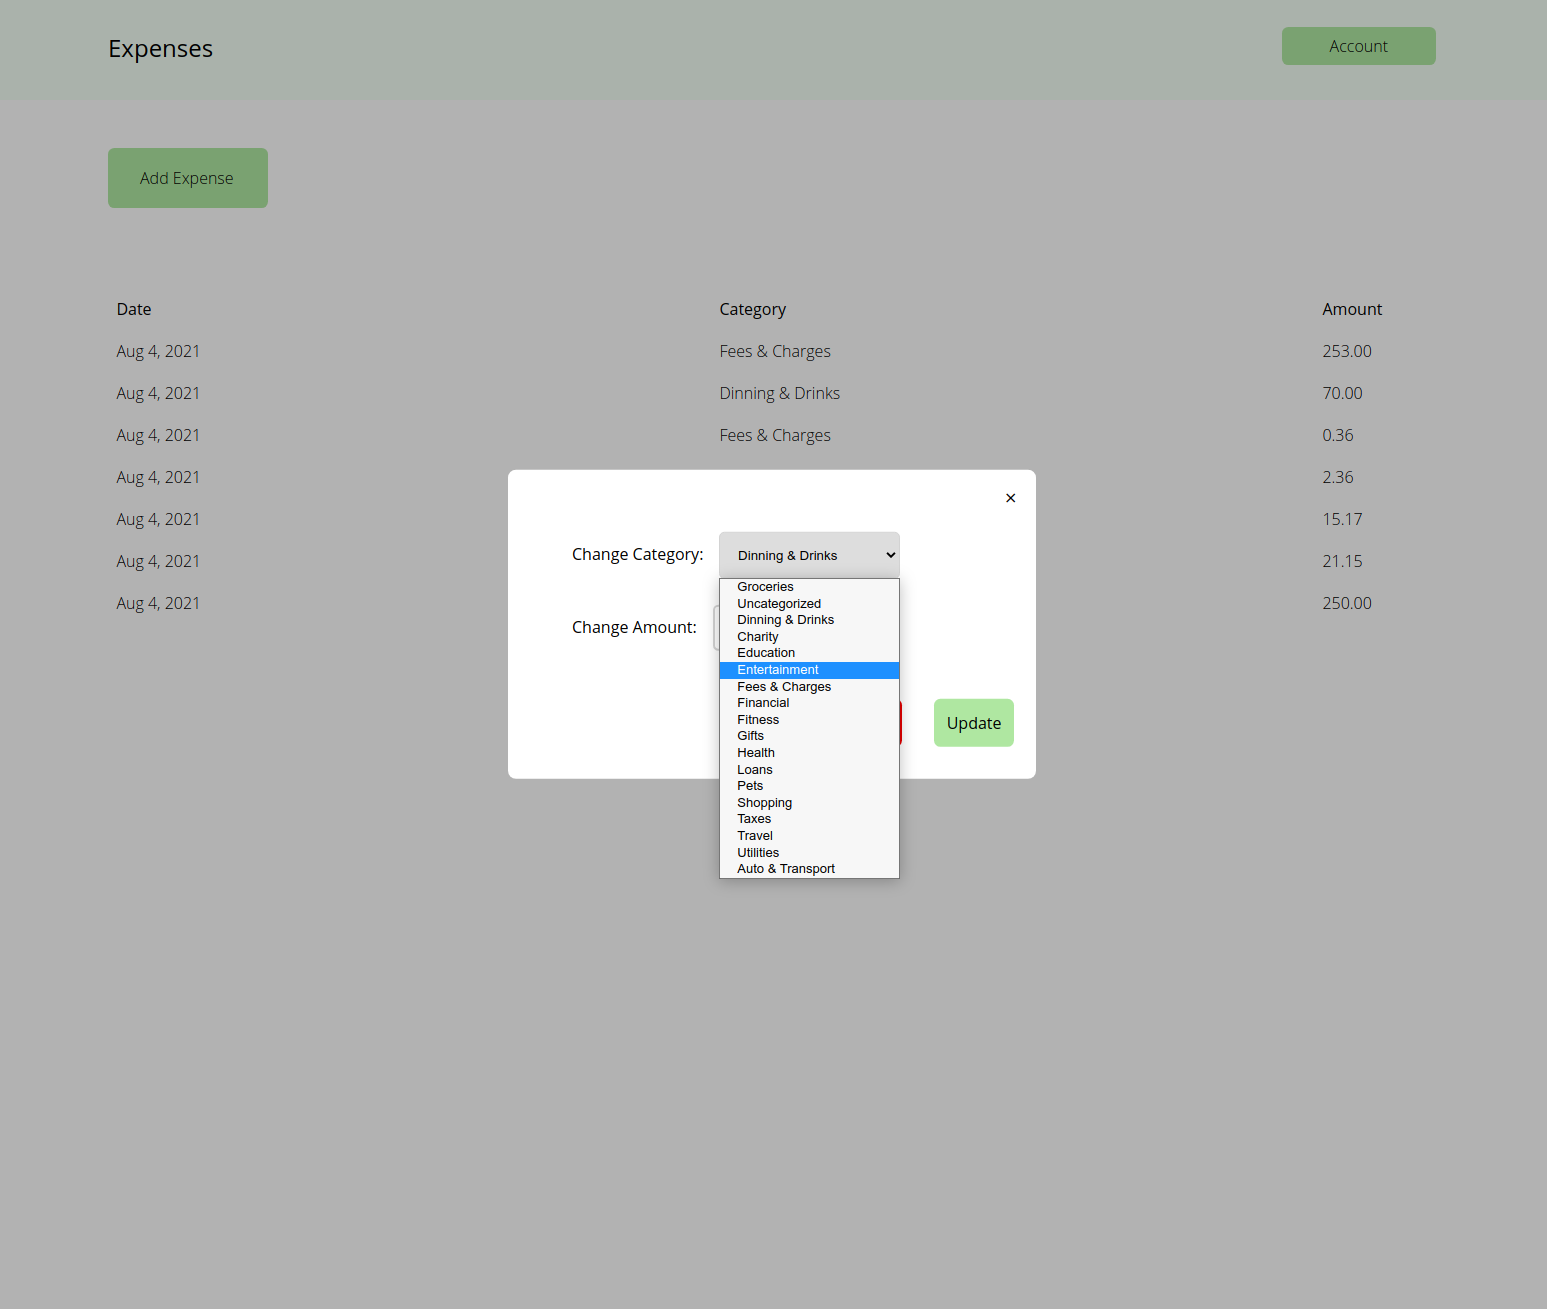 Expenses
Account
Add Expense
Date Category Amount
Aug 4, 2021 Fees & Charges 253.00
Aug 4, 2021 Dinning & Drinks 70.00
Aug 4, 2021 Fees & Charges 0.36
Aug 4, 2021 2.36
Aug 4, 2021 15.17
Aug 4, 2021 21.15
Aug 4, 2021 250.00
×
Change Category: Dinning & Drinks
Groceries
Uncategorized
Dinning & Drinks
Charity
Education
Entertainment
Fees & Charges
Financial
Fitness
Gifts
Health
Loans
Pets
Shopping
Taxes
Travel
Utilities
Auto & Transport
Change Amount:
Update